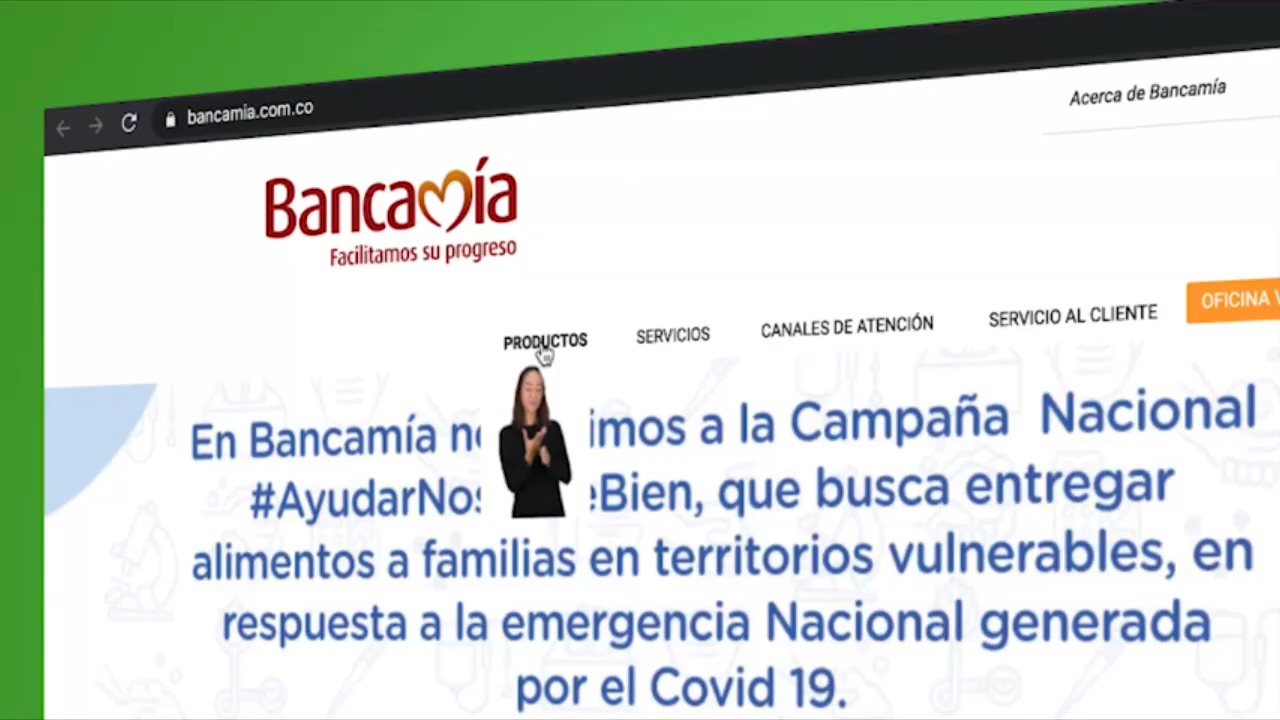 bancamia.com.co
Acerca de Bancamía
Bancamía
Facilitamos su progreso
PRODUCTOS
SERVICIOS
CANALES DE ATENCIÓN
SERVICIO AL CLIENTE
OFICINA
En Bancamía imos a la Campaña Nacional
#AyudarNos eBien, que busca entregar
alimentos a familias en territorios vulnerables, en
respuesta a la emergencia Nacional generada
por el Covid 19.